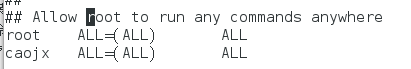 ##
## Allow root to run any commands anywhere
root    ALL=(ALL)       ALL
caojx   ALL=(ALL)       ALL